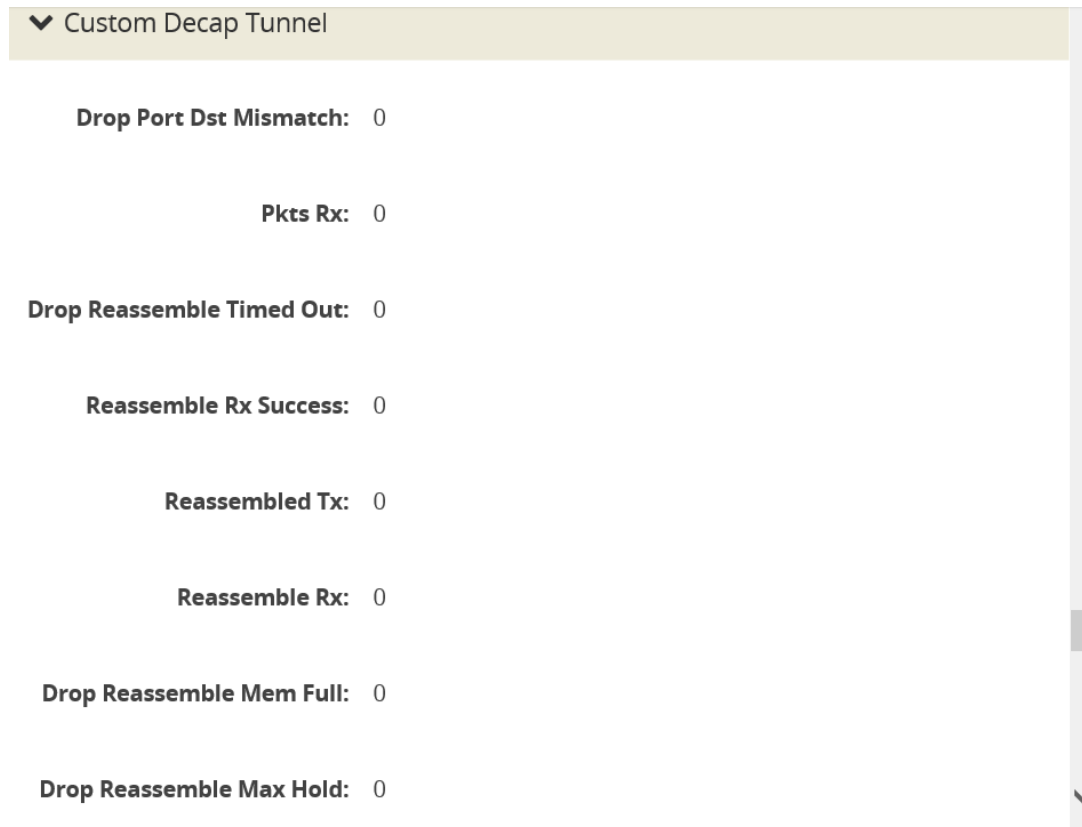 Custom Decap Tunnel
Drop Port Dst Mismatch: 0
Pkts Rx: 0
Drop Reassemble Timed Out: 0
Reassemble Rx Success: 0
Reassembled Tx: 0
Reassemble Rx: 0
Drop Reassemble Mem Full: 0
Drop Reassemble Max Hold: 0